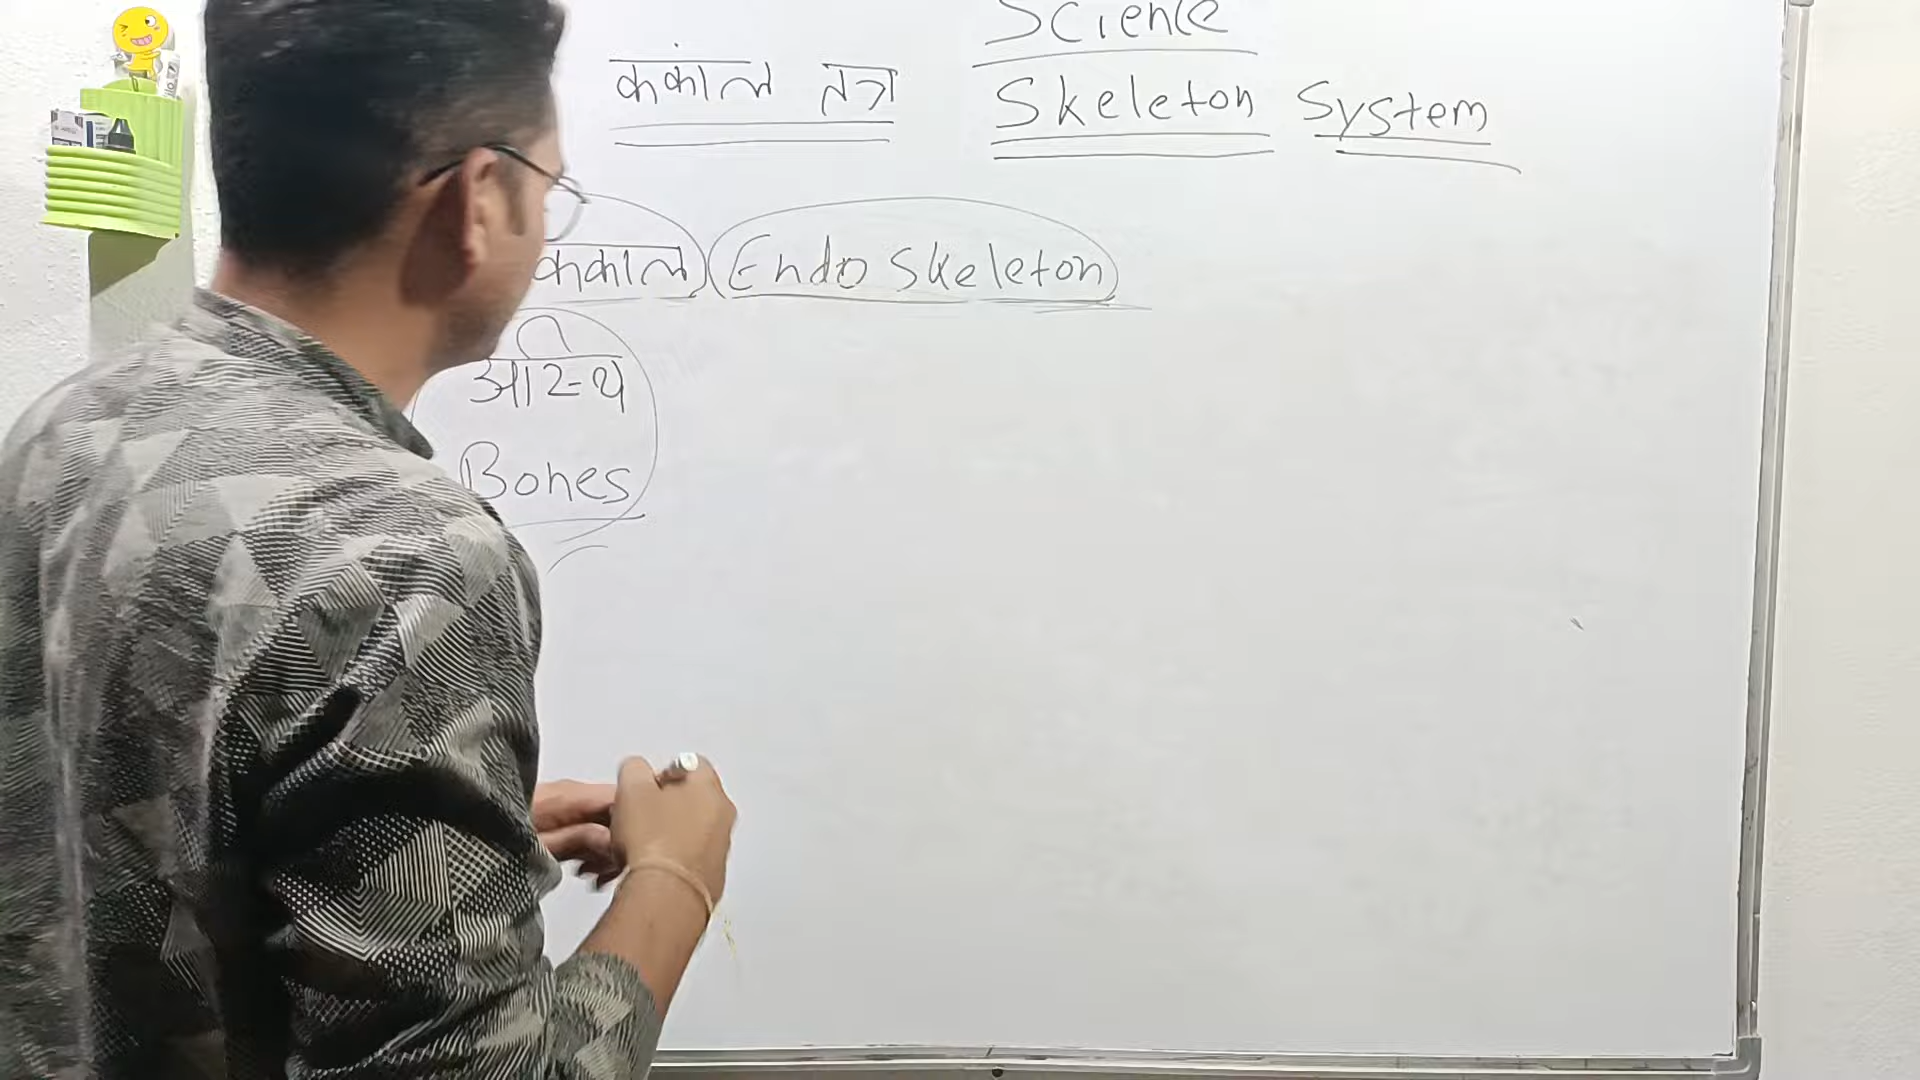 Science
कंकाल तंत्र Skeleton System
कंकाल (Endo Skeleton)
अस्थि
Bones